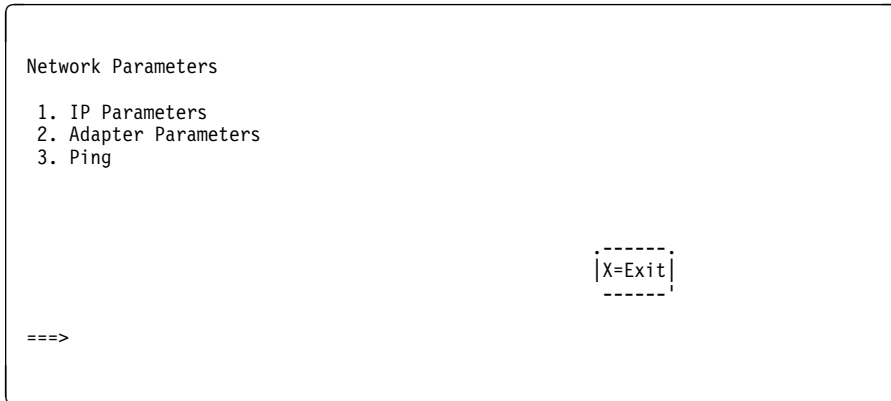 Network Parameters
1. IP Parameters
2. Adapter Parameters
3. Ping
X=Exit
===>